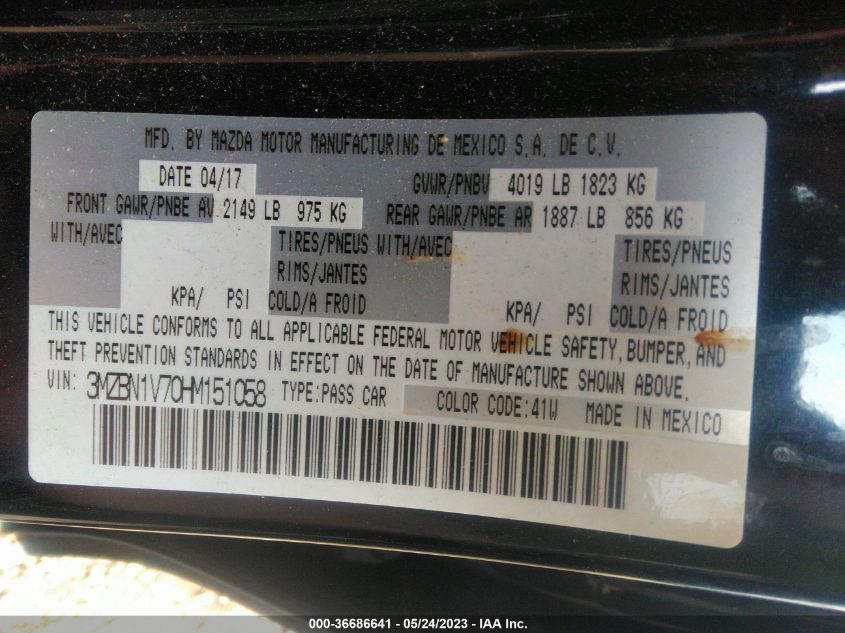 MFD. BY MAZDA MOTOR MANUFACTURING DE MEXICO S.A. DE C.V.
DATE 04/17 GVWR/PNBV 4019 LB 1823 KG
FRONT GAWR/PNBE AV 2149 LB 975 KG REAR GAWR/PNBE AR 1887 LB 856 KG
WITH/AVEC TIRES/PNEUS WITH/AVEC TIRES/PNEUS
RIMS/JANTES RIMS/JANTES
KPA/ PSI COLD/A FROID KPA/ PSI COLD/A FROID
THIS VEHICLE CONFORMS TO ALL APPLICABLE FEDERAL MOTOR VEHICLE SAFETY, BUMPER, AND
THEFT PREVENTION STANDARDS IN EFFECT ON THE DATE OF MANUFACTURE SHOWN ABOVE.
VIN: 3MZBN1V70HM151058 TYPE:PASS CAR COLOR CODE:41W MADE IN MEXICO
000-36686641 - 05/24/2023 - IAA Inc.